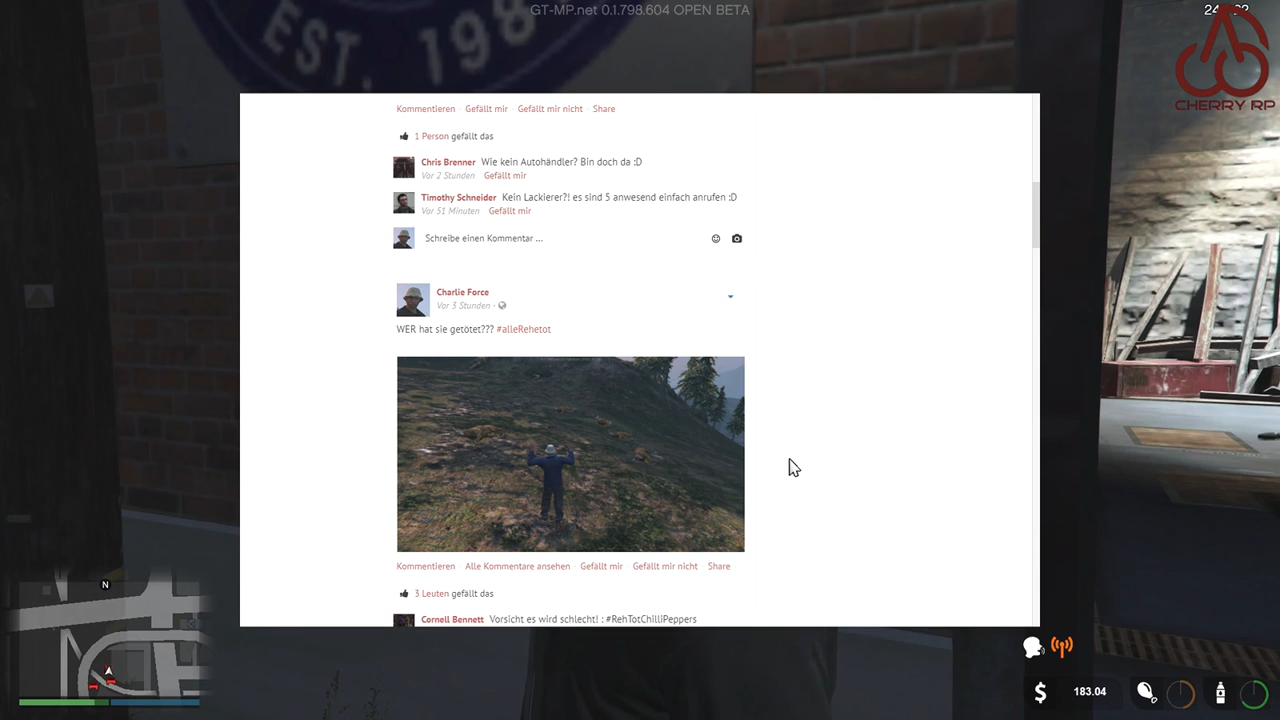 GT-MP.net 0.1.798.604 OPEN BETA
EST. 198
CHERRY RP
Kommentieren · Gefällt mir · Gefällt mir nicht · Share
1 Person gefällt das
Chris Brenner Wie kein Autohändler? Bin doch da :D
Vor 2 Stunden Gefällt mir
Timothy Schneider Kein Lackierer?! es sind 5 anwesend einfach anrufen :D
Vor 51 Minuten Gefällt mir
Schreibe einen Kommentar ...
Charlie Force
Vor 3 Stunden ·
WER hat sie getötet??? #alleRehetot
Kommentieren · Alle Kommentare ansehen · Gefällt mir · Gefällt mir nicht · Share
3 Leuten gefällt das
Cornell Bennett Vorsicht es wird schlecht! : #RehTotChilliPeppers
N
$ 183.04